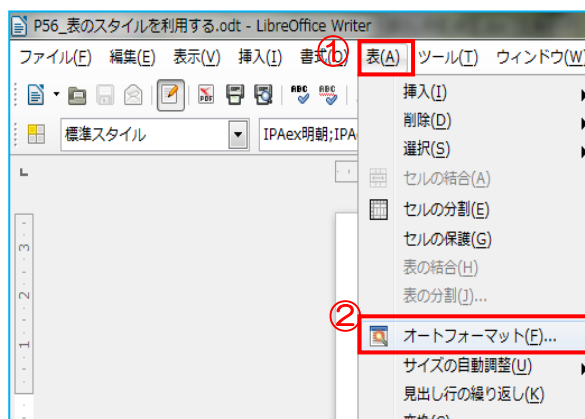 P56_表のスタイルを利用する.odt - LibreOffice Writer
ファイル(F) 編集(E) 表示(V) 挿入(I) 書式(O) ① 表(A) ツール(T) ウィンドウ(W)
標準スタイル IPAex明朝;IPA
挿入(I)
削除(D)
選択(S)
セルの結合(A)
セルの分割(E)
セルの保護(G)
表の結合(H)
表の分割(J)...
② オートフォーマット(F)...
サイズの自動調整(U)
見出し行の繰り返し(K)
3
2
1